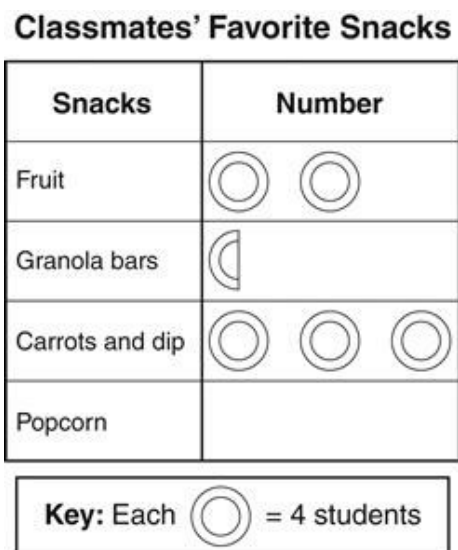 Classmates' Favorite Snacks
Snacks Number
Fruit
Granola bars
Carrots and dip
Popcorn
Key: Each = 4 students